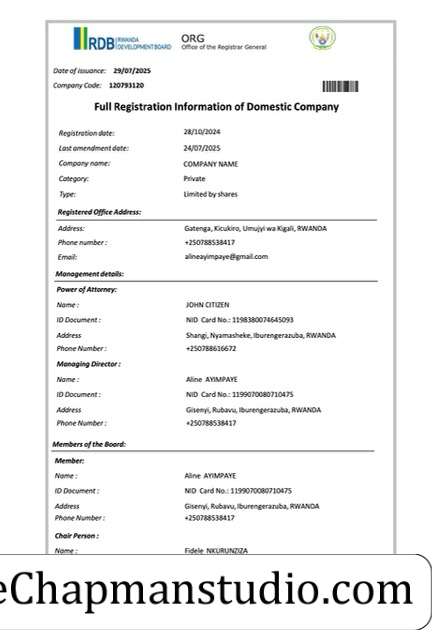 RDB RWANDA
DEVELOPMENT BOARD
ORG
Office of the Registrar General
Date of issuance: 29/07/2025
Company Code: 120793120
Full Registration Information of Domestic Company
Registration date: 28/10/2024
Last amendment date: 24/07/2025
Company name: COMPANY NAME
Category: Private
Type: Limited by shares
Registered Office Address:
Address: Gatenga, Kicukiro, Umujyi wa Kigali, RWANDA
Phone number : +250788538417
Email: alineayimpaye@gmail.com
Management details:
Power of Attorney:
Name : JOHN CITIZEN
ID Document : NID Card No.: 1198380074645093
Address Shangi, Nyamasheke, Iburengerazuba, RWANDA
Phone Number : +250788616672
Managing Director :
Name : Aline AYIMPAYE
ID Document : NID Card No.: 1199070080710475
Address Gisenyi, Rubavu, Iburengerazuba, RWANDA
Phone Number : +250788538417
Members of the Board:
Member:
Name : Aline AYIMPAYE
ID Document : NID Card No.: 1199070080710475
Address Gisenyi, Rubavu, Iburengerazuba, RWANDA
Phone Number : +250788538417
Chair Person :
Name : Fidele NKURUNZIZA
eChapmanstudio.com